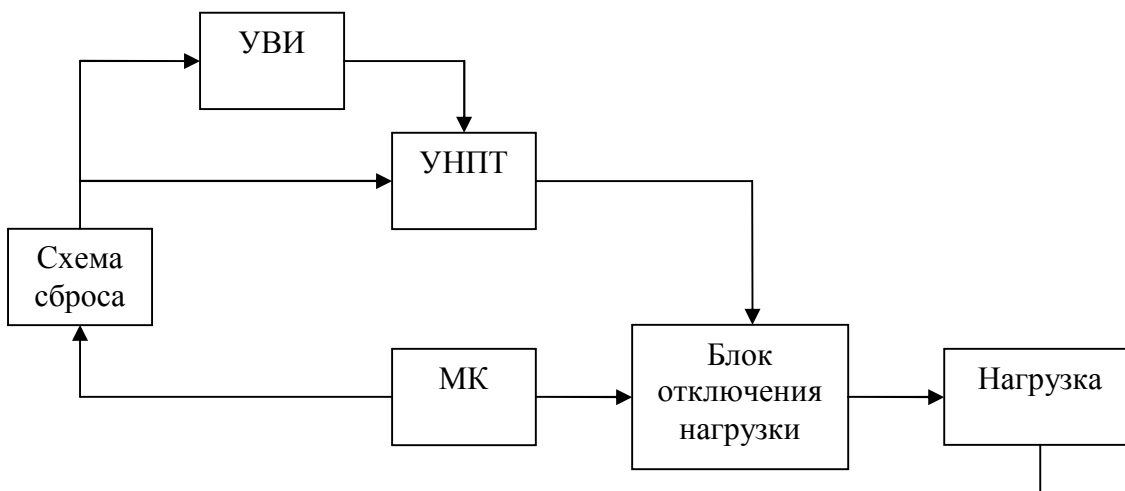 УВИ
УНПТ
Схема
сброса
МК
Блок
отключения
нагрузки
Нагрузка